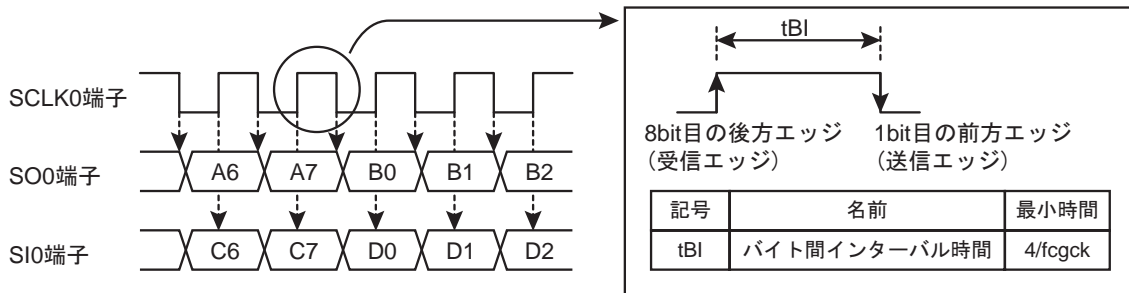 SCLK0端子
SO0端子
A6 A7 B0 B1 B2
SI0端子
C6 C7 D0 D1 D2
tBI
8bit目の後方エッジ
(受信エッジ)
1bit目の前方エッジ
(送信エッジ)
記号 名前 最小時間
tBI バイト間インターバル時間 4/fcgck